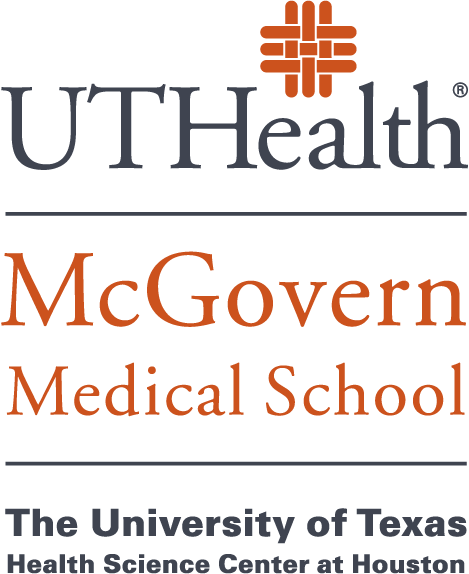 UTHealth®
McGovern
Medical School
The University of Texas
Health Science Center at Houston